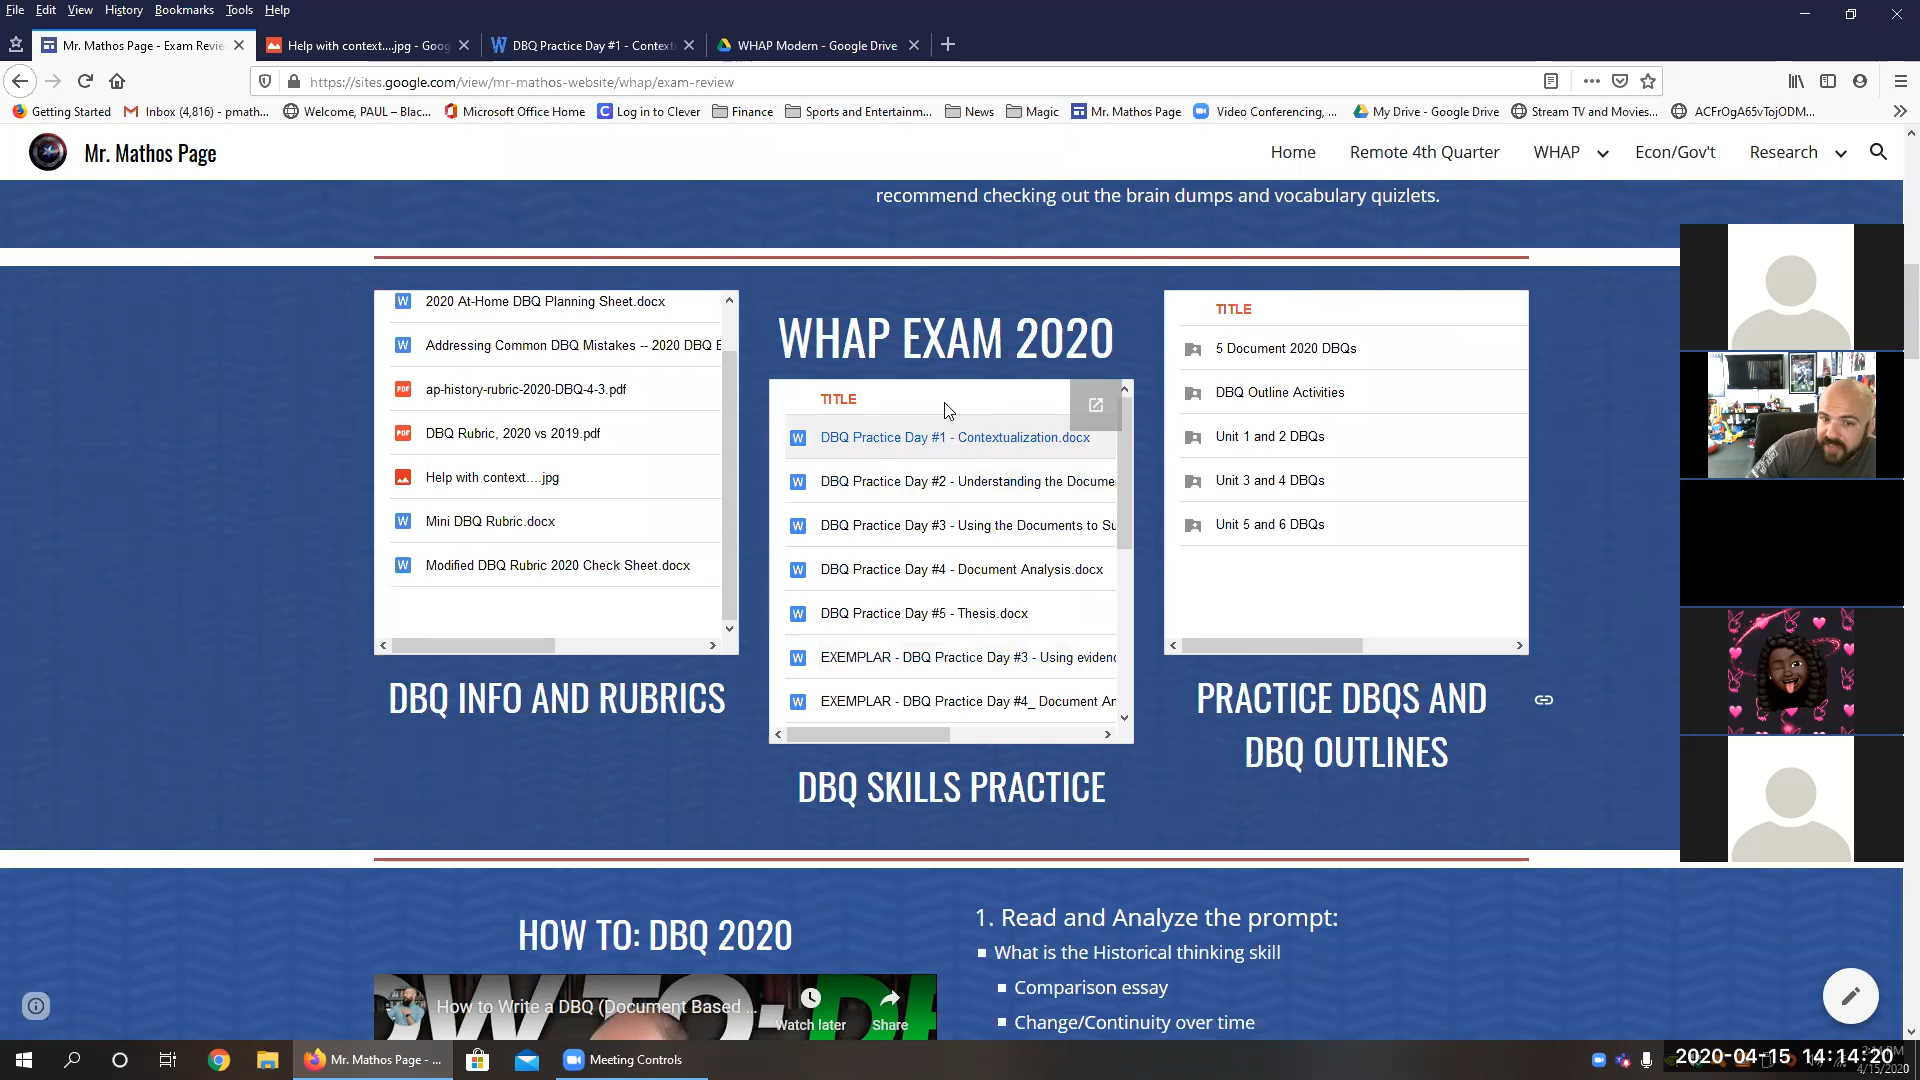 File Edit View History Bookmarks Tools Help
Mr. Mathos Page - Exam Revie
Help with context....jpg - Goog
DBQ Practice Day #1 - Context
WHAP Modern - Google Drive
https://sites.google.com/view/mr-mathos-website/whap/exam-review
Getting Started
Inbox (4,816) - pmath...
Welcome, PAUL – Blac...
Microsoft Office Home
Log in to Clever
Finance
Sports and Entertainm...
News
Magic
Mr. Mathos Page
Video Conferencing, ...
My Drive - Google Drive
Stream TV and Movies...
ACFrOgA65vTojODM...
Mr. Mathos Page
Home
Remote 4th Quarter
WHAP
Econ/Gov't
Research
recommend checking out the brain dumps and vocabulary quizlets.
2020 At-Home DBQ Planning Sheet.docx
Addressing Common DBQ Mistakes -- 2020 DBQ E
PDF ap-history-rubric-2020-DBQ-4-3.pdf
PDF DBQ Rubric, 2020 vs 2019.pdf
Help with context....jpg
Mini DBQ Rubric.docx
Modified DBQ Rubric 2020 Check Sheet.docx
DBQ INFO AND RUBRICS
WHAP EXAM 2020
TITLE
DBQ Practice Day #1 - Contextualization.docx
DBQ Practice Day #2 - Understanding the Docume
DBQ Practice Day #3 - Using the Documents to Su
DBQ Practice Day #4 - Document Analysis.docx
DBQ Practice Day #5 - Thesis.docx
EXEMPLAR - DBQ Practice Day #3 - Using evidenc
EXEMPLAR - DBQ Practice Day #4_ Document An
DBQ SKILLS PRACTICE
TITLE
5 Document 2020 DBQs
DBQ Outline Activities
Unit 1 and 2 DBQs
Unit 3 and 4 DBQs
Unit 5 and 6 DBQs
PRACTICE DBQS AND
DBQ OUTLINES
HOW TO: DBQ 2020
How to Write a DBQ (Document Based ...
Watch later
Share
1. Read and Analyze the prompt:
What is the Historical thinking skill
Comparison essay
Change/Continuity over time
Mr. Mathos Page - ...
Meeting Controls
2020-04-15 14:14:20
4/15/2020